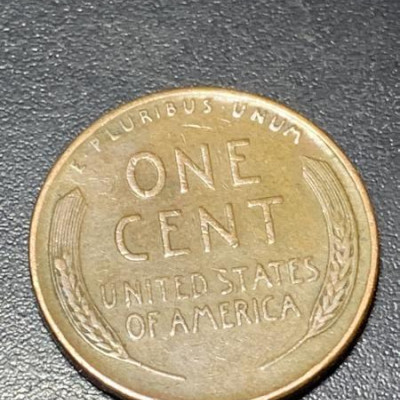 E PLURIBUS UNUM
ONE
CENT
UNITED STATES
OF AMERICA